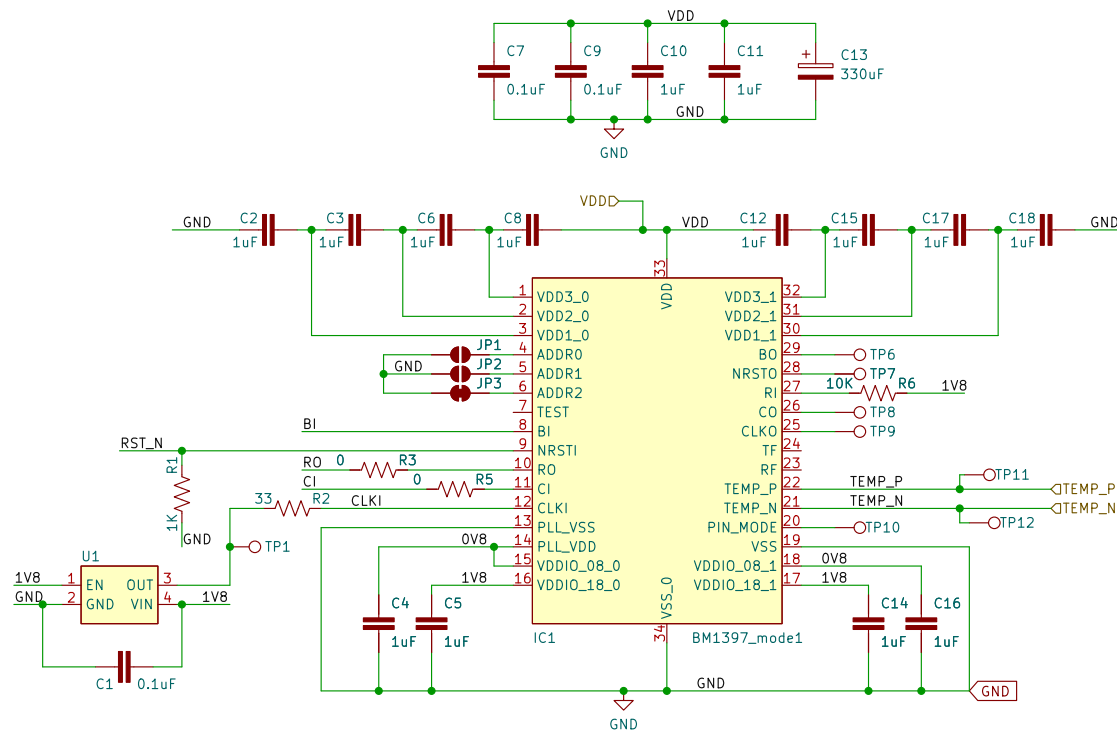 VDD
C7
C9
C10
C11
+
C13
0.1uF
0.1uF
1uF
1uF
330uF
GND
GND
VDD
GND
C2
C3
C6
C8
VDD
C12
C15
C17
C18
GND
1uF
1uF
1uF
1uF
1uF
1uF
1uF
1uF
33
VDD
1 VDD3_0
2 VDD2_0
3 VDD1_0
4 ADDR0
5 ADDR1
6 ADDR2
7 TEST
8 BI
9 NRSTI
10 RO
11 CI
12 CLKI
13 PLL_VSS
14 PLL_VDD
15 VDDIO_08_0
16 VDDIO_18_0
VDD3_1 32
VDD2_1 31
VDD1_1 30
BO 29
NRSTO 28
RI 27
CO 26
CLKO 25
TF 24
RF 23
TEMP_P 22
TEMP_N 21
PIN_MODE 20
VSS 19
VDDIO_08_1 18
VDDIO_18_1 17
VSS_0
34
IC1
BM1397_mode1
JP1
GND
JP2
JP3
BI
RST_N
R1
1K
GND
RO
0
R3
CI
0
R5
33
R2
CLKI
TP1
U1
1V8
1 EN
OUT 3
GND
2 GND
VIN 4
1V8
C1
0.1uF
0V8
1V8
C4
1uF
C5
1uF
TP6
TP7
10K
R6
1V8
TP8
TP9
TEMP_P
TP11
TEMP_P
TEMP_N
TEMP_N
TP12
TP10
0V8
1V8
C14
1uF
C16
1uF
GND
GND
GND